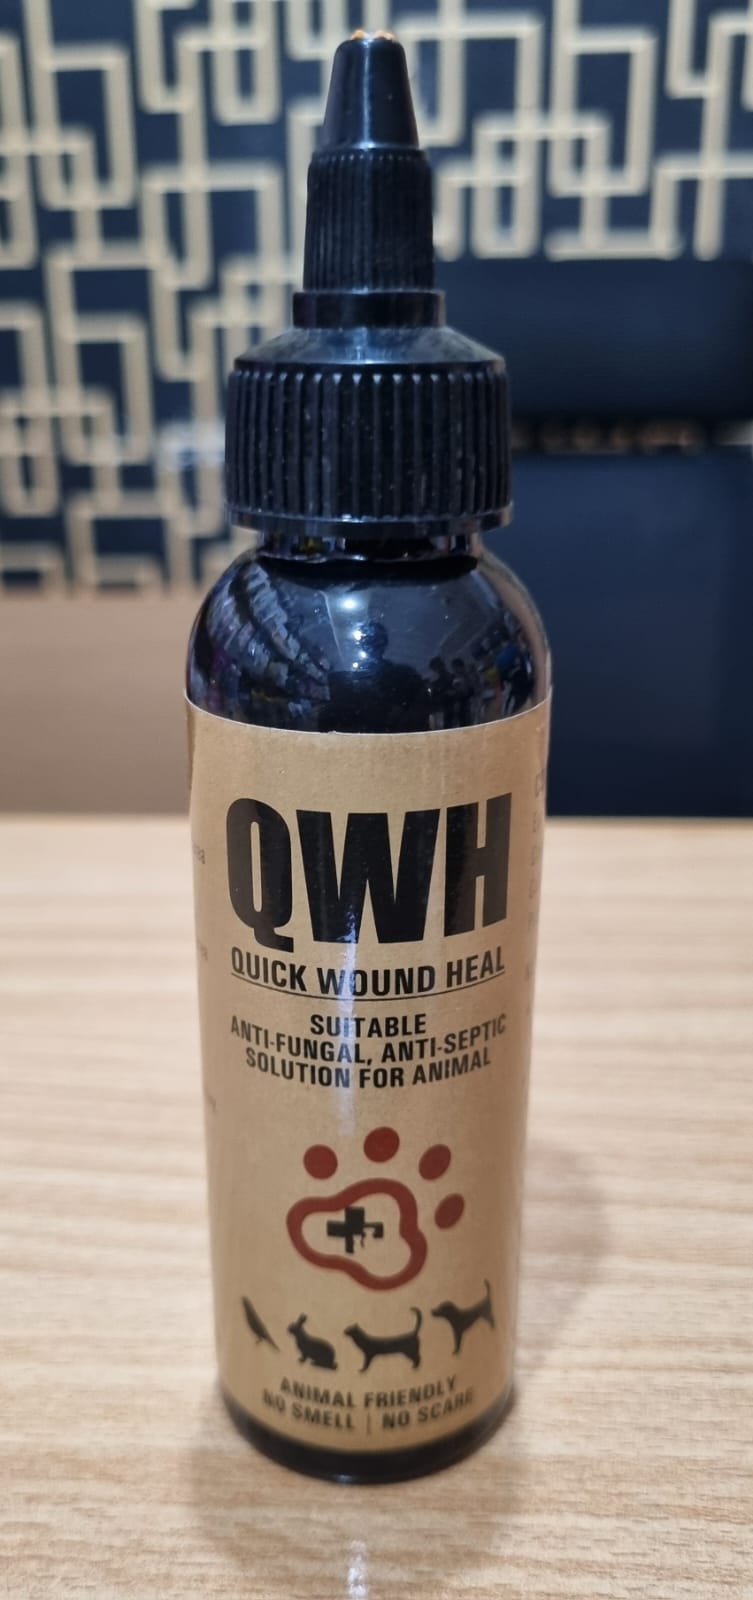 QWH
QUICK WOUND HEAL
SUITABLE
ANTI-FUNGAL, ANTI-SEPTIC
SOLUTION FOR ANIMAL
ANIMAL FRIENDLY
NO SMELL | NO SCARE